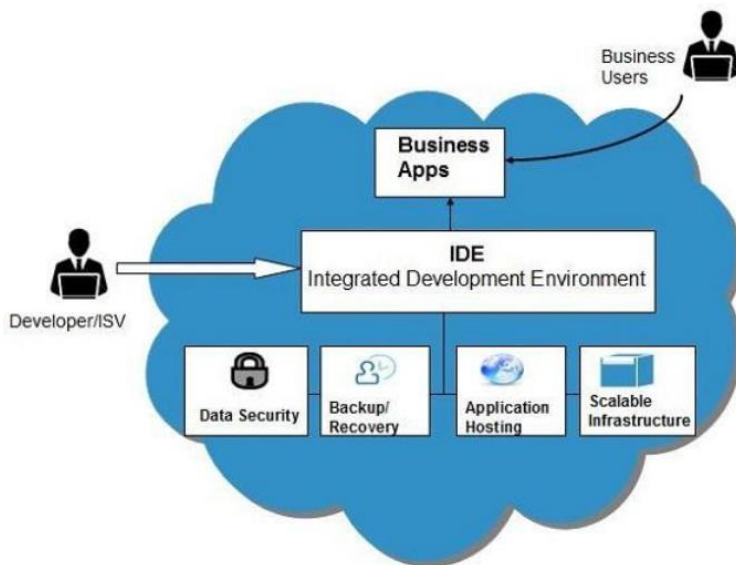 Business
Users
Business
Apps
IDE
Integrated Development Environment
Developer/ISV
Data Security
Backup/
Recovery
Application
Hosting
Scalable
Infrastructure